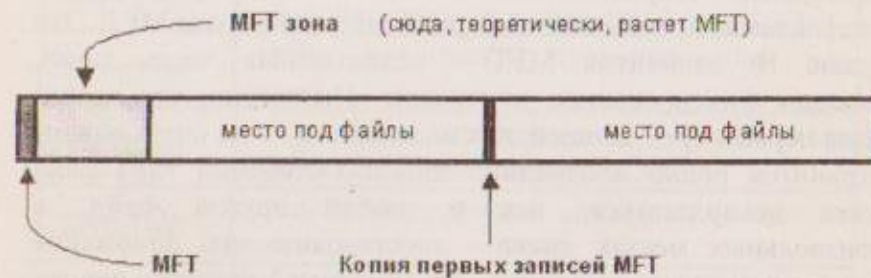 MFT зона (сюда, теоретически, растет MFT)
место под файлы место под файлы
MFT Копия первых записей MFT